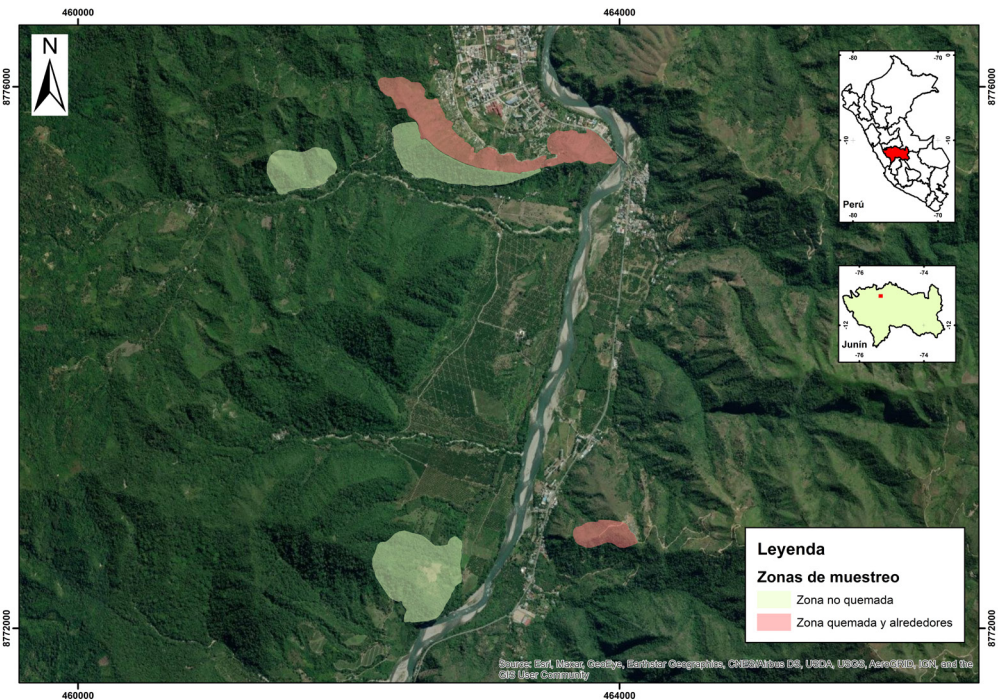 460000
464000
8776000
8776000
N
-80
-70
0
-10
-10
Perú
-80
-70
-76
-74
-12
-12
Junín
-76
-74
Leyenda
Zonas de muestreo
Zona no quemada
Zona quemada y alrededores
8772000
8772000
Source: Esri, Maxar, GeoEye, Earthstar Geographics, CNES/Airbus DS, USDA, USGS, AeroGRID, IGN, and the
GIS User Community
460000
464000